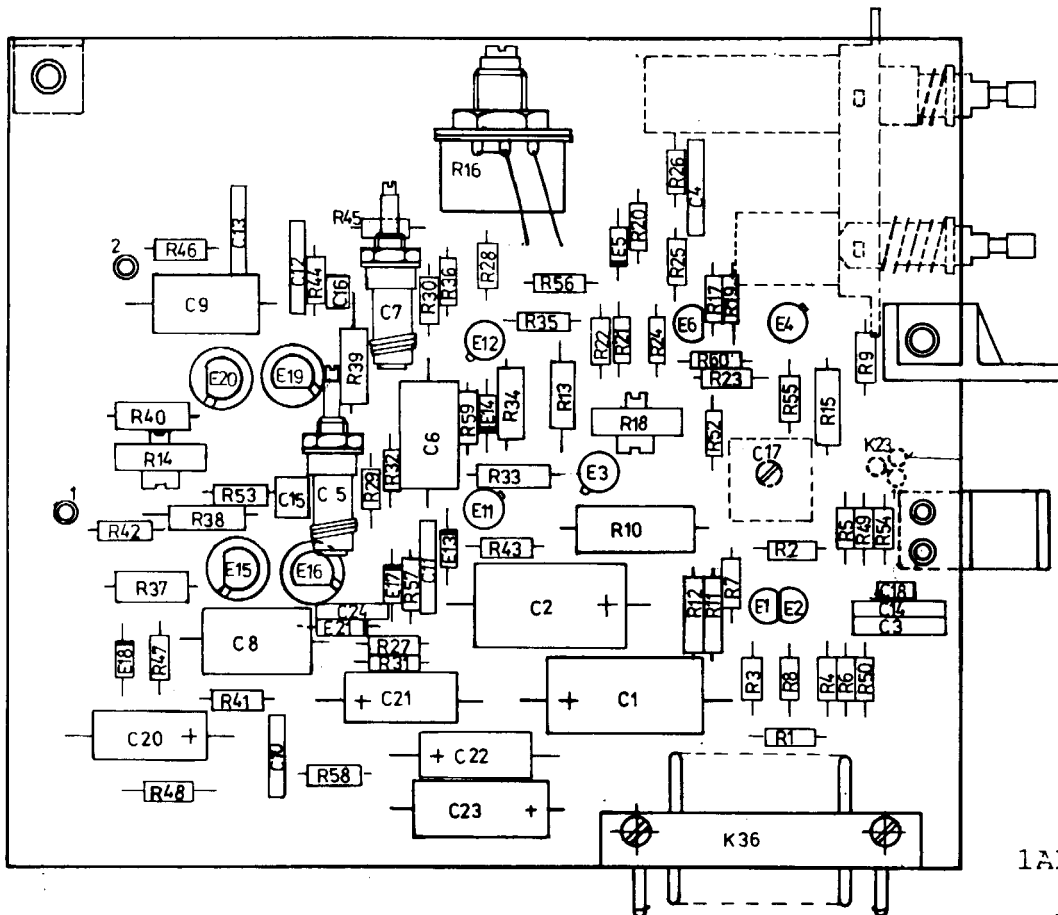 R16
R26
C4
R45
R20
E5
C13
2
R46
C12
R44
C16
C9
C7
R30
R36
R28
R56
R25
R17
R19
E6
E4
R35
E12
R22
R21
R24
R60
R23
R9
R39
E20
E19
R40
R14
C6
R59
E14
R34
R13
R18
R52
R55
R15
K23
C17
1
R53
C15
C5
R29
R32
R33
E3
R38
R42
E11
R10
R5
R49
R54
R43
E13
C11
R2
E15
E16
R37
E17
R57
C2
+
R12
R11
R7
E1
E2
C18
C14
C3
C24
E21
C8
R27
R31
E18
R47
R41
+
C21
+
C1
R3
R8
R4
R6
R50
C20
+
C10
R1
+
C22
R58
R48
C23
+
K36